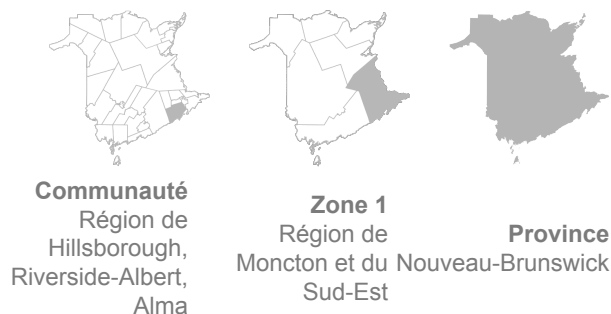 Communauté
Région de
Hillsborough,
Riverside-Albert,
Alma
Zone 1
Région de
Moncton et du
Sud-Est
Province
Nouveau-Brunswick